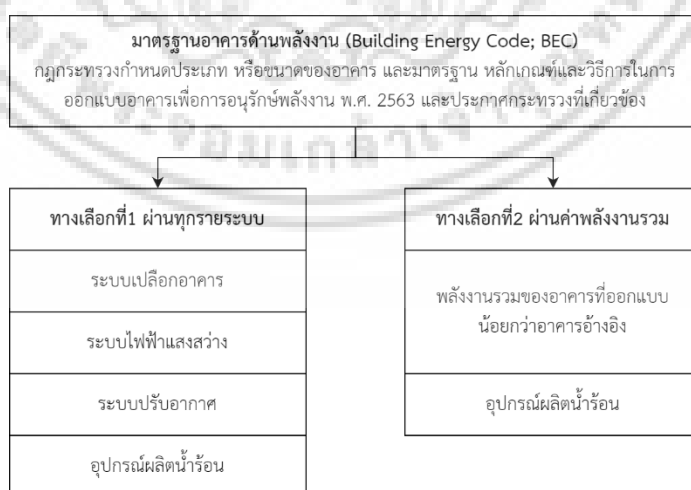 มาตรฐานอาคารด้านพลังงาน (Building Energy Code; BEC)
กฎกระทรวงกำหนดประเภท หรือขนาดของอาคาร และมาตรฐาน หลักเกณฑ์และวิธีการในการ
ออกแบบอาคารเพื่อการอนุรักษ์พลังงาน พ.ศ. 2563 และประกาศกระทรวงที่เกี่ยวข้อง
ทางเลือกที่1 ผ่านทุกรายระบบ
ระบบเปลือกอาคาร
ระบบไฟฟ้าแสงสว่าง
ระบบปรับอากาศ
อุปกรณ์ผลิตน้ำร้อน
ทางเลือกที่2 ผ่านค่าพลังงานรวม
พลังงานรวมของอาคารที่ออกแบบ
น้อยกว่าอาคารอ้างอิง
อุปกรณ์ผลิตน้ำร้อน